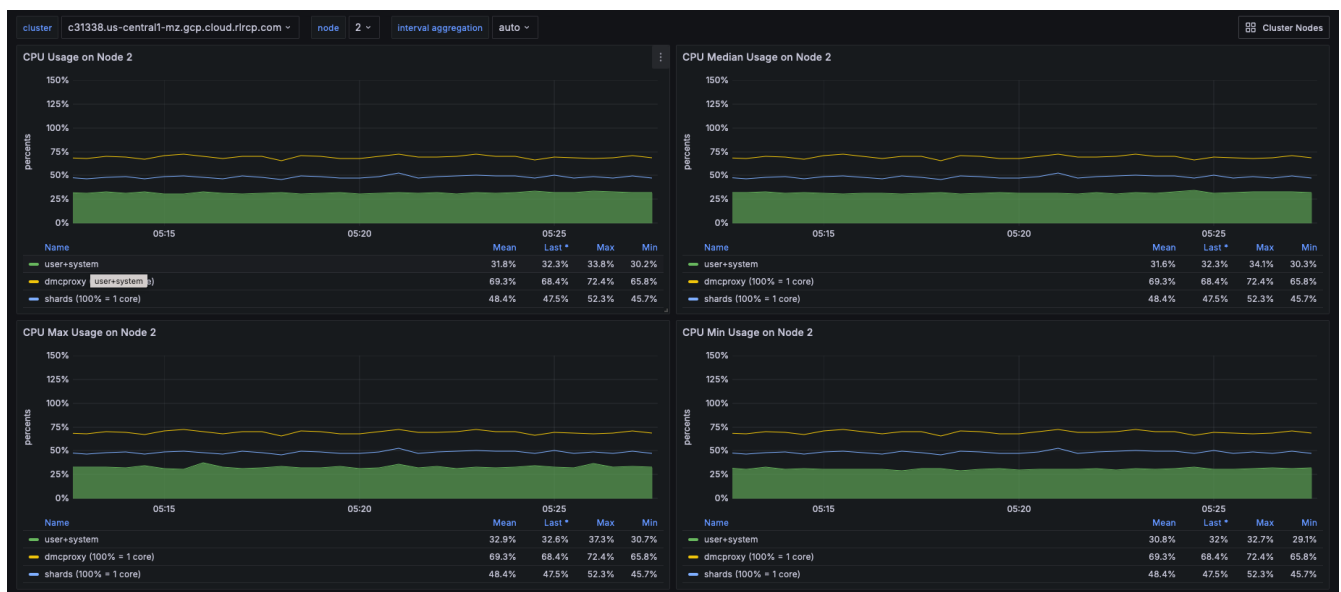 cluster c31338.us-central1-mz.gcp.cloud.rlrcp.com node 2 interval aggregation auto Cluster Nodes
CPU Usage on Node 2
150%
125%
100%
75%
50%
25%
0%
percents
05:15 05:20 05:25
Name Mean Last * Max Min
user+system 31.8% 32.3% 33.8% 30.2%
dmcproxy user+system e) 69.3% 68.4% 72.4% 65.8%
shards (100% = 1 core) 48.4% 47.5% 52.3% 45.7%
CPU Median Usage on Node 2
150%
125%
100%
75%
50%
25%
0%
percents
05:15 05:20 05:25
Name Mean Last * Max Min
user+system 31.6% 32.3% 34.1% 30.3%
dmcproxy (100% = 1 core) 69.3% 68.4% 72.4% 65.8%
shards (100% = 1 core) 48.4% 47.5% 52.3% 45.7%
CPU Max Usage on Node 2
150%
125%
100%
75%
50%
25%
0%
percents
05:15 05:20 05:25
Name Mean Last * Max Min
user+system 32.9% 32.6% 37.3% 30.7%
dmcproxy (100% = 1 core) 69.3% 68.4% 72.4% 65.8%
shards (100% = 1 core) 48.4% 47.5% 52.3% 45.7%
CPU Min Usage on Node 2
150%
125%
100%
75%
50%
25%
0%
percents
05:15 05:20 05:25
Name Mean Last * Max Min
user+system 30.8% 32% 32.7% 29.1%
dmcproxy (100% = 1 core) 69.3% 68.4% 72.4% 65.8%
shards (100% = 1 core) 48.4% 47.5% 52.3% 45.7%